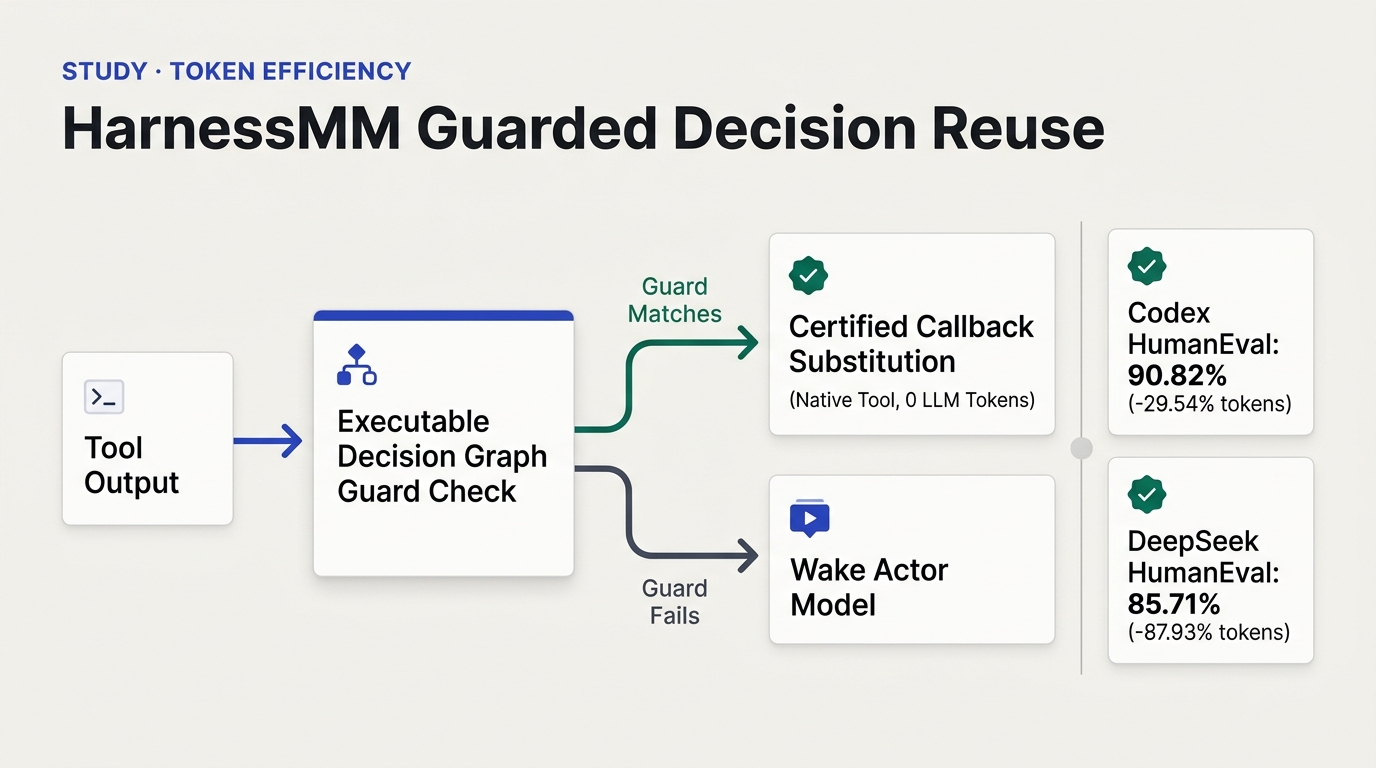 STUDY · TOKEN EFFICIENCY
HarnessMM Guarded Decision Reuse
Tool
Output
Executable
Decision Graph
Guard Check
Guard
Matches
Guard
Fails
Certified Callback
Substitution
(Native Tool, 0 LLM Tokens)
Wake Actor
Model
Codex
HumanEval:
90.82%
(-29.54% tokens)
DeepSeek
HumanEval:
85.71%
(-87.93% tokens)